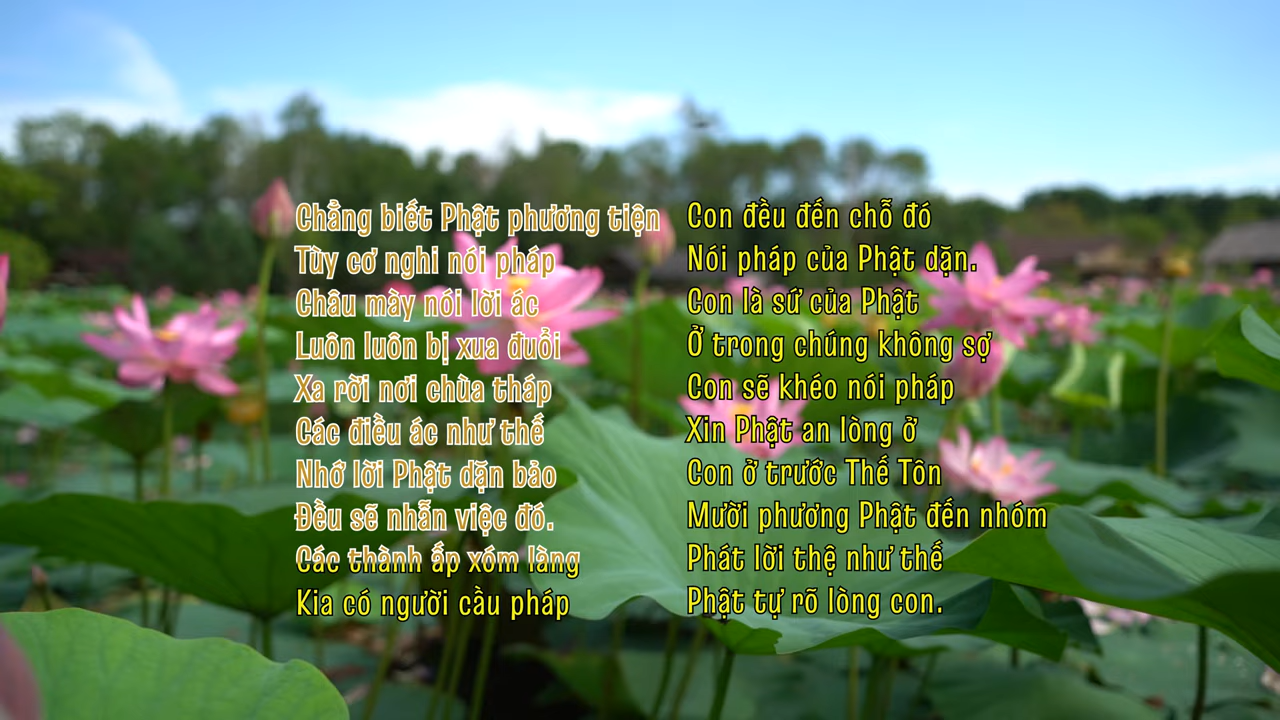 Chẳng biết Phật phương tiện
Tùy cơ nghi nói pháp
Châu mày nói lời ác
Luôn luôn bị xua đuổi
Xa rời nơi chùa tháp
Các điều ác như thế
Nhớ lời Phật dặn bảo
Đều sẽ nhẫn việc đó.
Các thành ấp xóm làng
Kia có người cầu pháp
Con đều đến chỗ đó
Nói pháp của Phật dặn.
Con là sứ của Phật
Ở trong chúng không sợ
Con sẽ khéo nói pháp
Xin Phật an lòng ở
Con ở trước Thế Tôn
Mười phương Phật đến nhóm
Phát lời thệ như thế
Phật tự rõ lòng con.